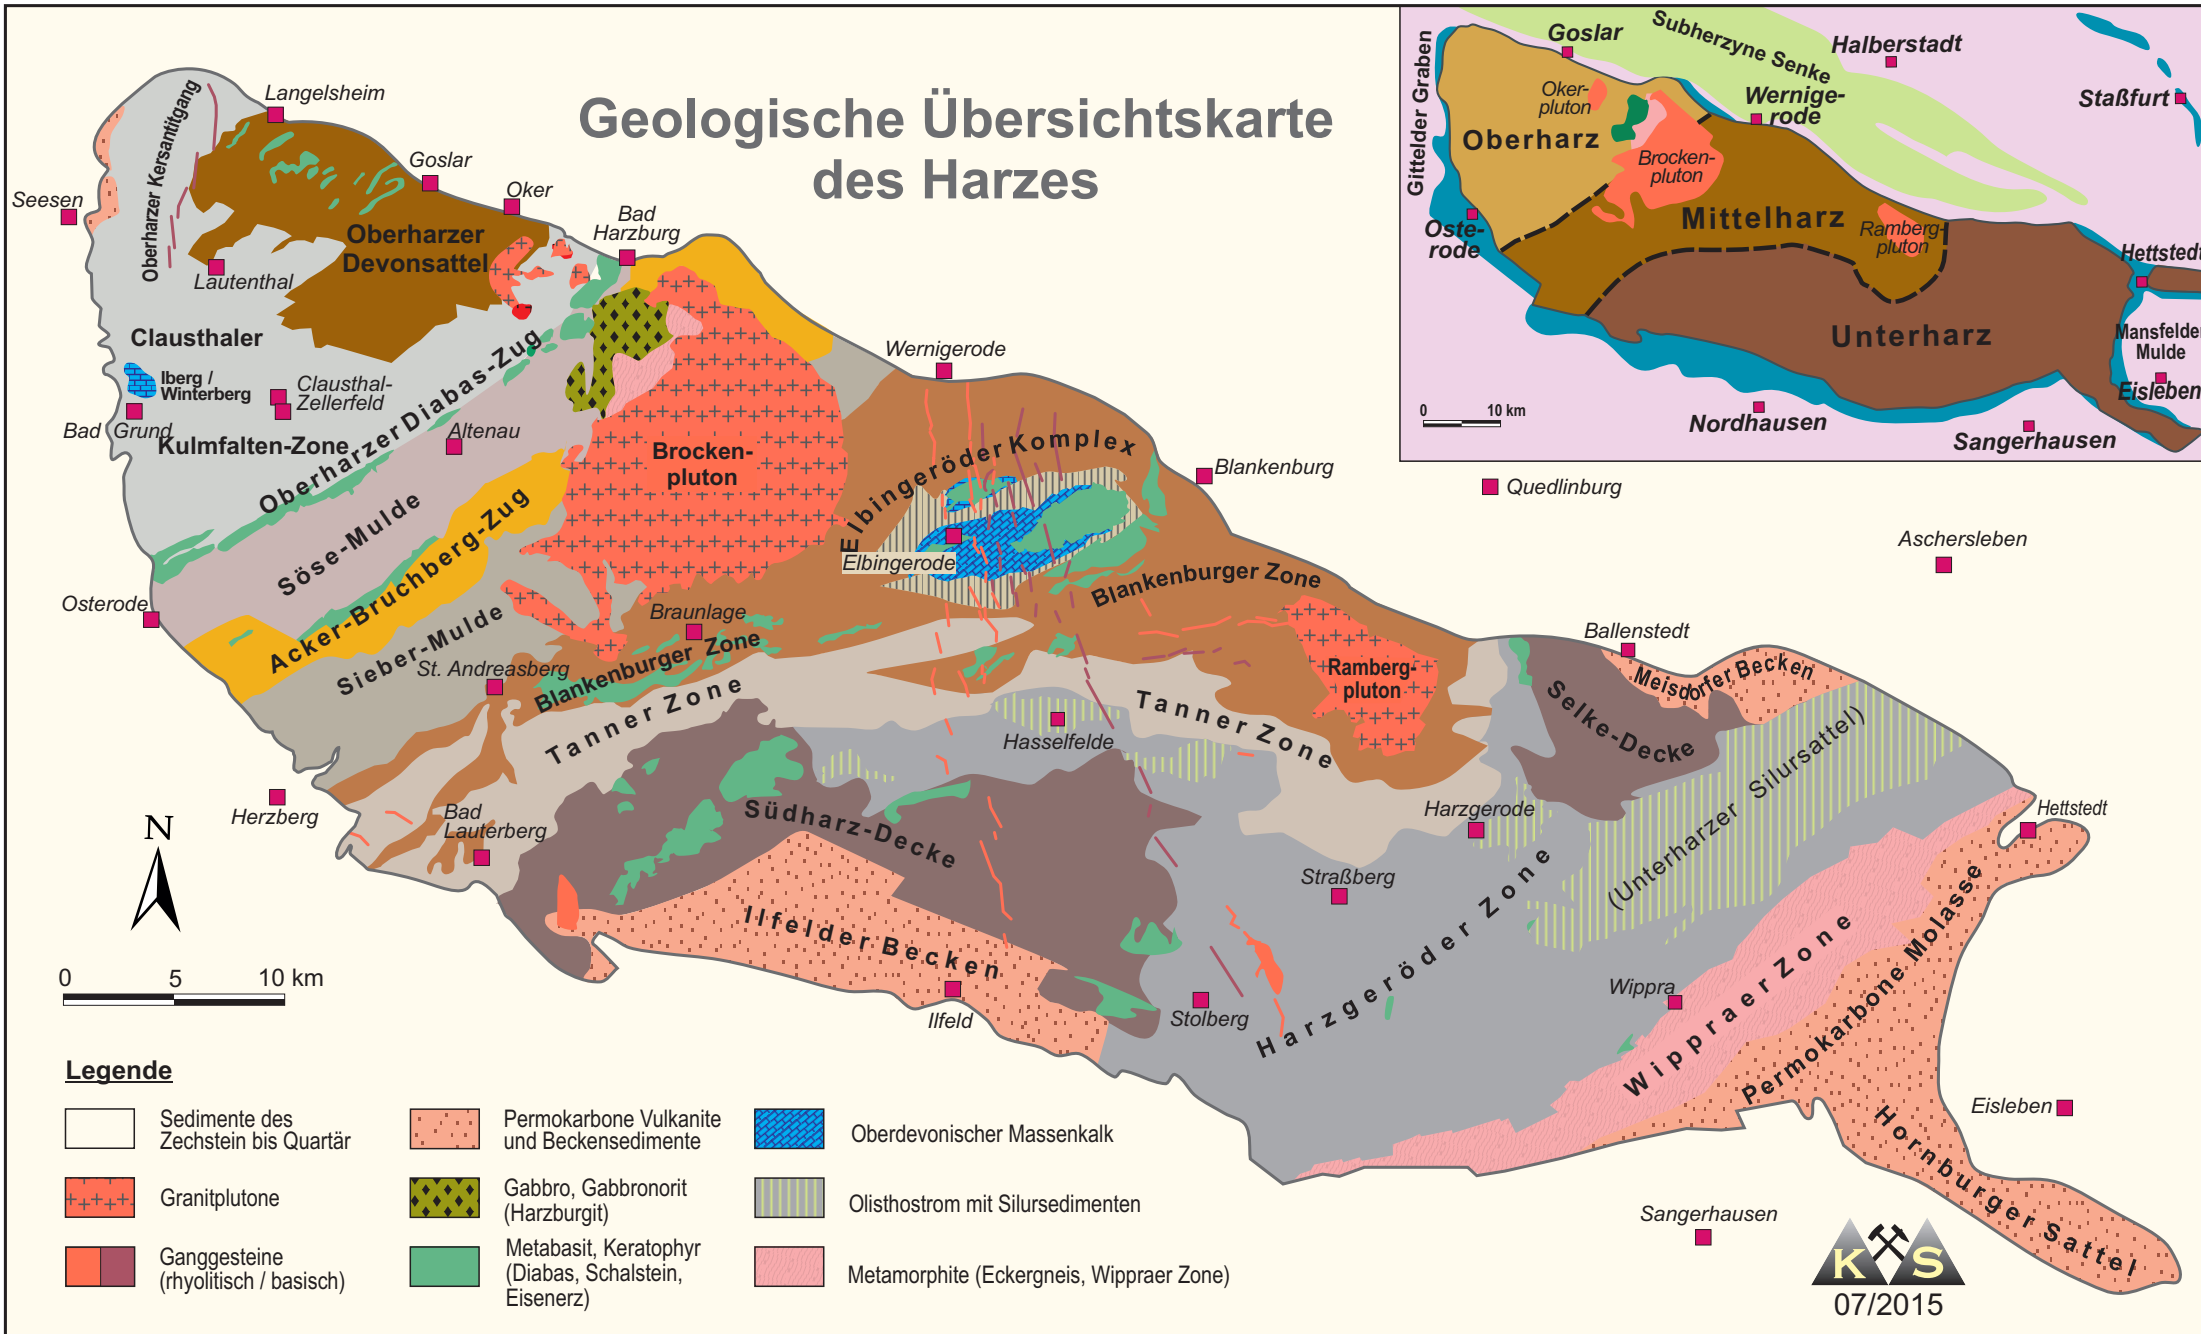 Geologische Übersichtskarte
des Harzes
Langelsheim
Goslar
Oker
Bad
Harzburg
Seesen
Oberharzer Kersantitgang
Oberharzer
Devonsattel
Lautenthal
Clausthaler
Iberg /
Winterberg
Clausthal-
Zellerfeld
Bad Grund
Kulmfalten-Zone
Oberharzer Diabas-Zug
Altenau
Söse-Mulde
Acker-Bruchberg-Zug
Sieber-Mulde
Osterode
St. Andreasberg
Brocken-
pluton
Wernigerode
Elbingeröder Komplex
Elbingerode
Blankenburg
Blankenburger Zone
Braunlage
Blankenburger Zone
Tanner Zone
Hasselfelde
Tanner Zone
Ramberg-
pluton
Quedlinburg
Aschersleben
Ballenstedt
Meisdorfer Becken
Selke-Decke
(Unterharzer Silursattel)
Harzgerode
Hettstedt
Herzberg
Bad
Lauterberg
Südharz-Decke
Straßberg
Harzgeröder Zone
Ilfelder Becken
Ilfeld
Stolberg
Wippra
Wippraer Zone
Permokarbone Molasse
Eisleben
Hornburger Sattel
Sangerhausen
N
0 5 10 km
Legende
Sedimente des
Zechstein bis Quartär
Granitplutone
Ganggesteine
(rhyolitisch / basisch)
Permokarbone Vulkanite
und Beckensedimente
Gabbro, Gabbronorit
(Harzburgit)
Metabasit, Keratophyr
(Diabas, Schalstein,
Eisenerz)
Oberdevonischer Massenkalk
Olisthostrom mit Silursedimenten
Metamorphite (Eckergneis, Wippraer Zone)
K S
07/2015
Gittelder Graben
Goslar
Subherzyne Senke
Halberstadt
Staßfurt
Oker-
pluton
Wernige-
rode
Oberharz
Brocken-
pluton
Mittelharz
Ramberg-
pluton
Oste-
rode
Hettstedt
Unterharz
Mansfelder
Mulde
Eisleben
0 10 km
Nordhausen
Sangerhausen